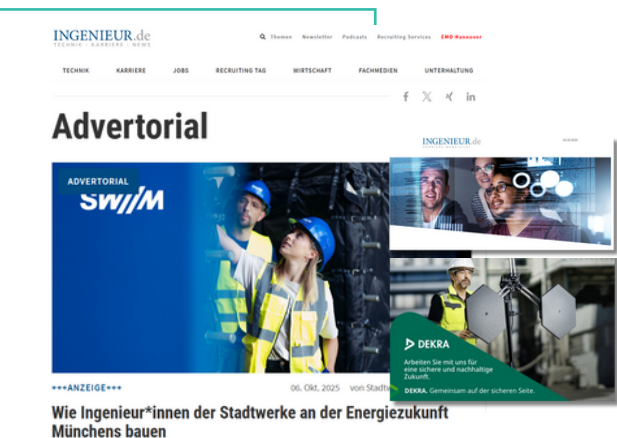 INGENIEUR.de
TECHNIK · KARRIERE · NEWS
Themen Newsletter Podcasts Recruiting Services EMO Hannover
TECHNIK KARRIERE JOBS RECRUITING TAG WIRTSCHAFT FACHMEDIEN UNTERHALTUNG
Advertorial
INGENIEUR.de
ADVERTORIAL
SW//M
DEKRA
Arbeiten Sie mit uns für
eine sichere und nachhaltige
Zukunft.
DEKRA. Gemeinsam auf der sicheren Seite.
+++ANZEIGE+++ 06. Okt. 2025 von Stadtw
Wie Ingenieur*innen der Stadtwerke an der Energiezukunft
Münchens bauen